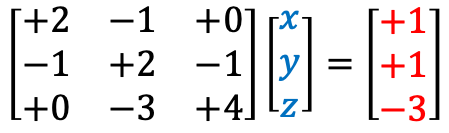 [+2 −1 +0] [x] [+1]
[−1 +2 −1] [y] = [+1]
[+0 −3 +4] [z] [−3]